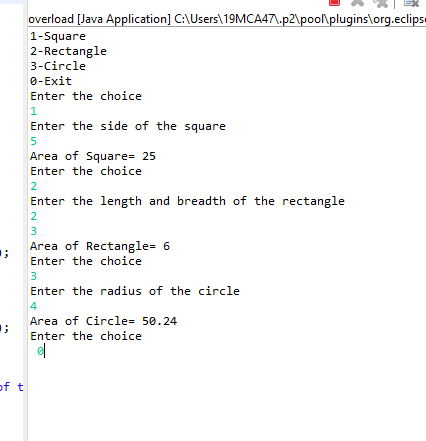 overload [Java Application] C:\Users\19MCA47\.p2\pool\plugins\org.eclipse
1-Square
2-Rectangle
3-Circle
0-Exit
Enter the choice
1
Enter the side of the square
5
Area of Square= 25
Enter the choice
2
Enter the length and breadth of the rectangle
2
3
Area of Rectangle= 6
);
Enter the choice
3
Enter the radius of the circle
4
Area of Circle= 50.24
);
Enter the choice
0
of t